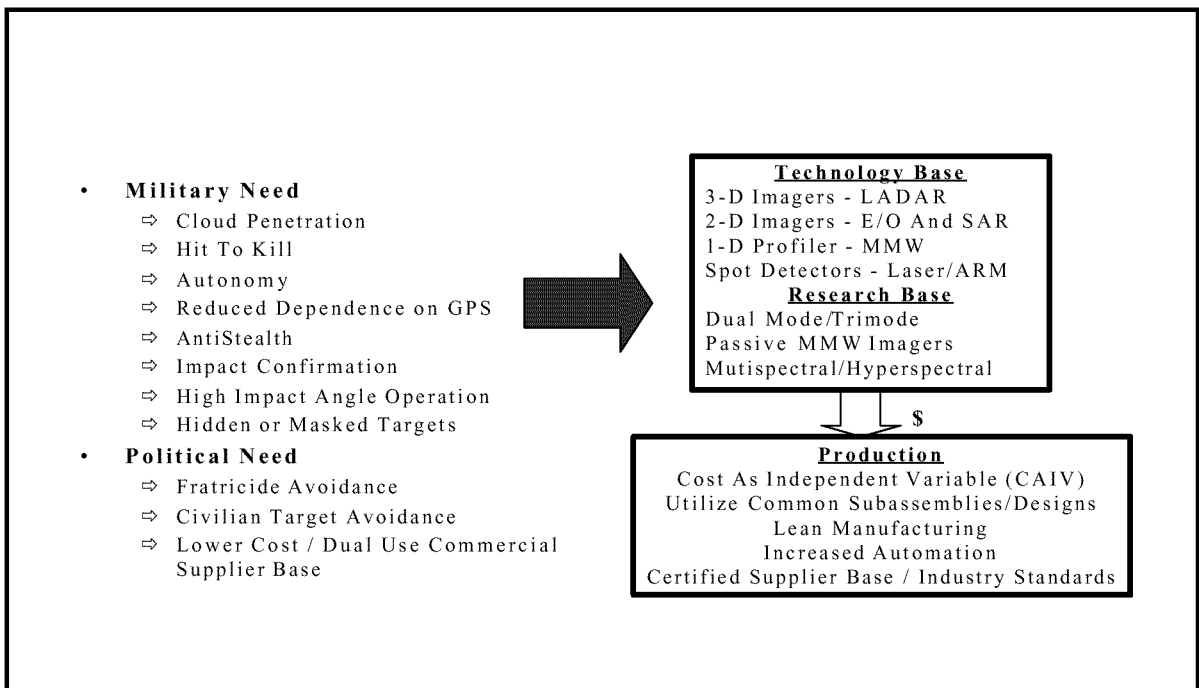 • Military Need
⇨ Cloud Penetration
⇨ Hit To Kill
⇨ Autonomy
⇨ Reduced Dependence on GPS
⇨ AntiStealth
⇨ Impact Confirmation
⇨ High Impact Angle Operation
⇨ Hidden or Masked Targets
• Political Need
⇨ Fratricide Avoidance
⇨ Civilian Target Avoidance
⇨ Lower Cost / Dual Use Commercial
Supplier Base
Technology Base
3-D Imagers - LADAR
2-D Imagers - E/O And SAR
1-D Profiler - MMW
Spot Detectors - Laser/ARM
Research Base
Dual Mode/Trimode
Passive MMW Imagers
Mutispectral/Hyperspectral
$
Production
Cost As Independent Variable (CAIV)
Utilize Common Subassemblies/Designs
Lean Manufacturing
Increased Automation
Certified Supplier Base / Industry Standards